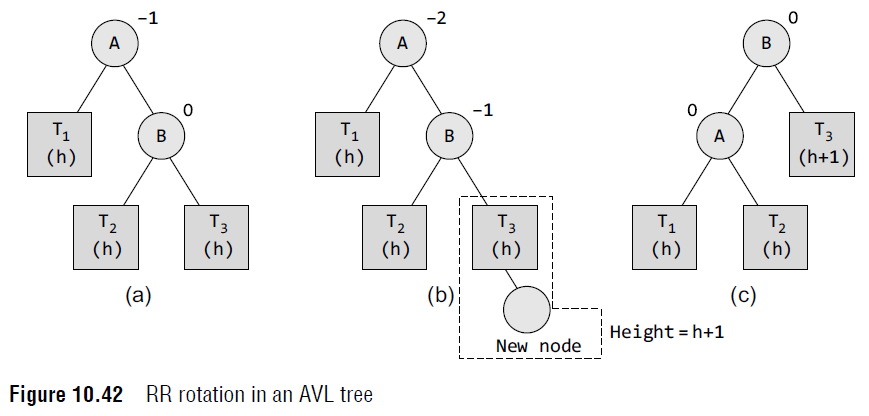 -1
A
0
T1
(h)
B
T2
(h)
T3
(h)
(a)
-2
A
-1
T1
(h)
B
T2
(h)
T3
(h)
New node
Height=h+1
(b)
0
B
0
A
T3
(h+1)
T1
(h)
T2
(h)
(c)
Figure 10.42 RR rotation in an AVL tree